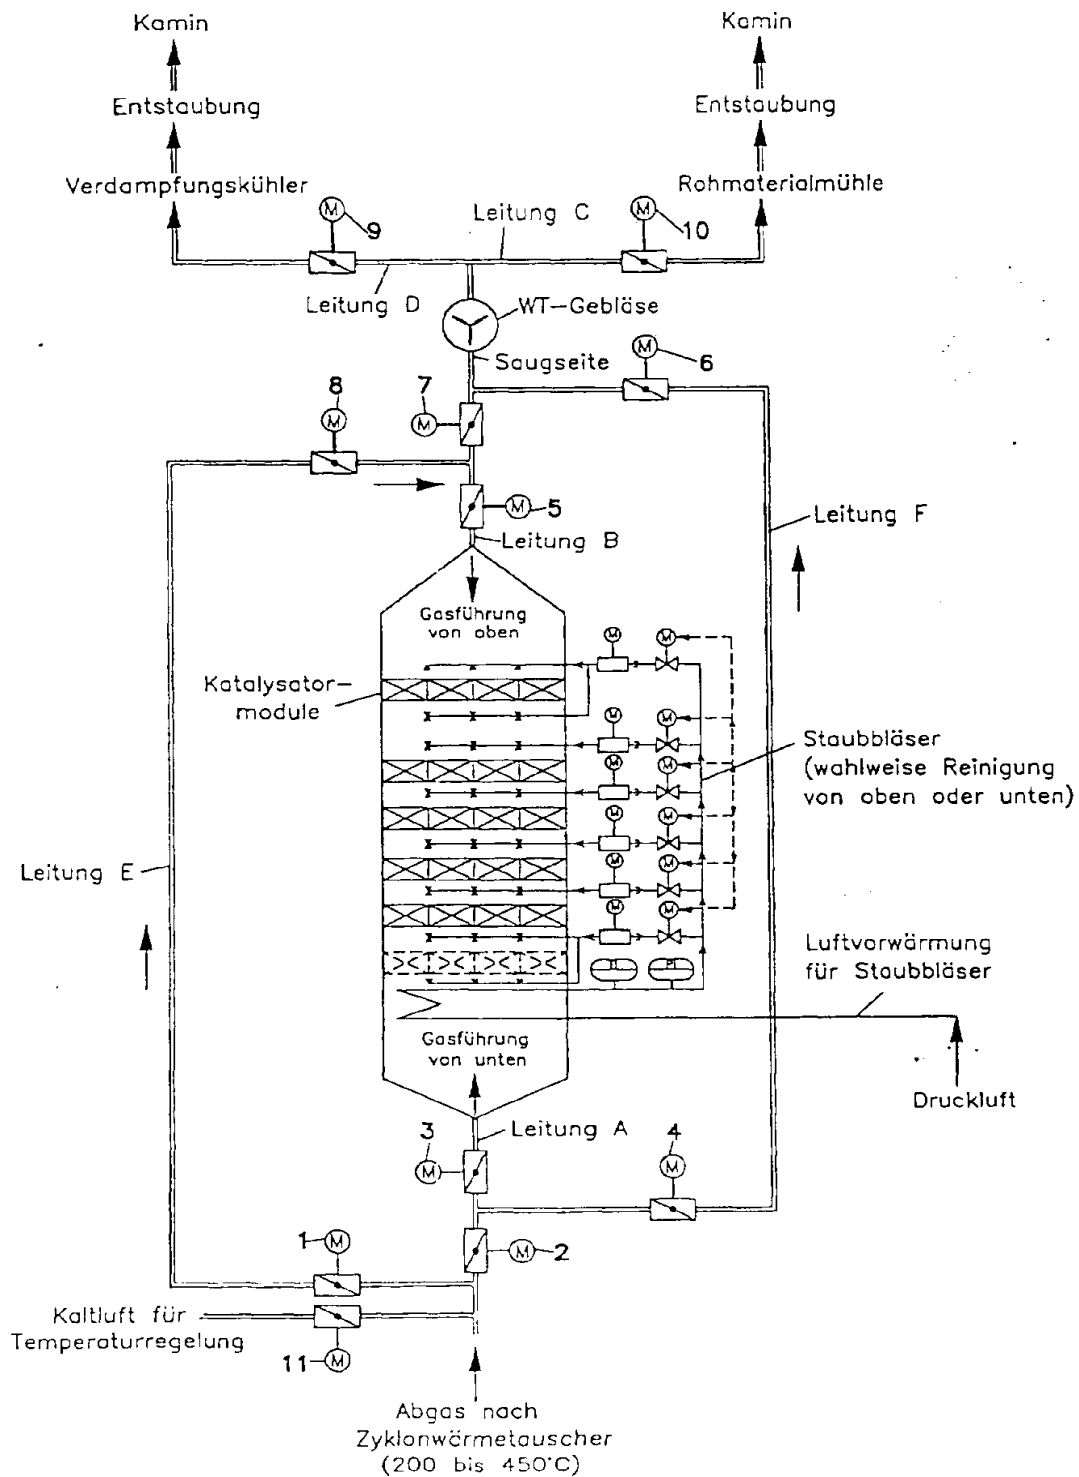 Kamin
Kamin
Entstaubung
Entstaubung
Verdampfungskühler
Rohmaterialmühle
M
9
Leitung C
M
10
Leitung D
WT-Gebläse
Saugseite
M
6
8
M
7
M
M
5
Leitung B
Leitung F
Gasführung
von oben
Katalysator-
module
M
M
M
M
M
M
M
M
M
M
M
M
Staubbläser
(wahlweise Reinigung
von oben oder unten)
Leitung E
Luftvorwärmung
für Staubbläser
Gasführung
von unten
Druckluft
Leitung A
3
M
4
M
1
M
M
2
Kaltluft für
Temperaturregelung
11
M
Abgas nach
Zyklonwärmetauscher
(200 bis 450°C)